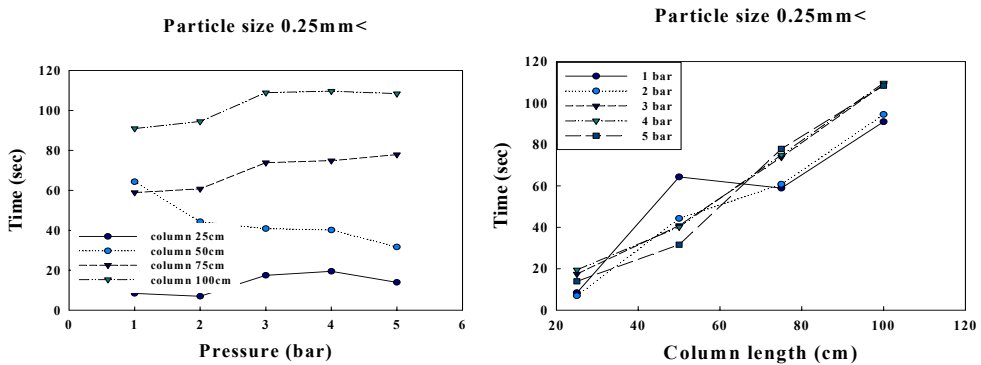 Particle size 0.25mm<
120
100
80
60
40
20
0
Time (sec)
column 25cm
column 50cm
column 75cm
column 100cm
0 1 2 3 4 5 6
Pressure (bar)
Particle size 0.25mm<
120
100
80
60
40
20
0
Time (sec)
1 bar
2 bar
3 bar
4 bar
5 bar
20 40 60 80 100 120
Column length (cm)